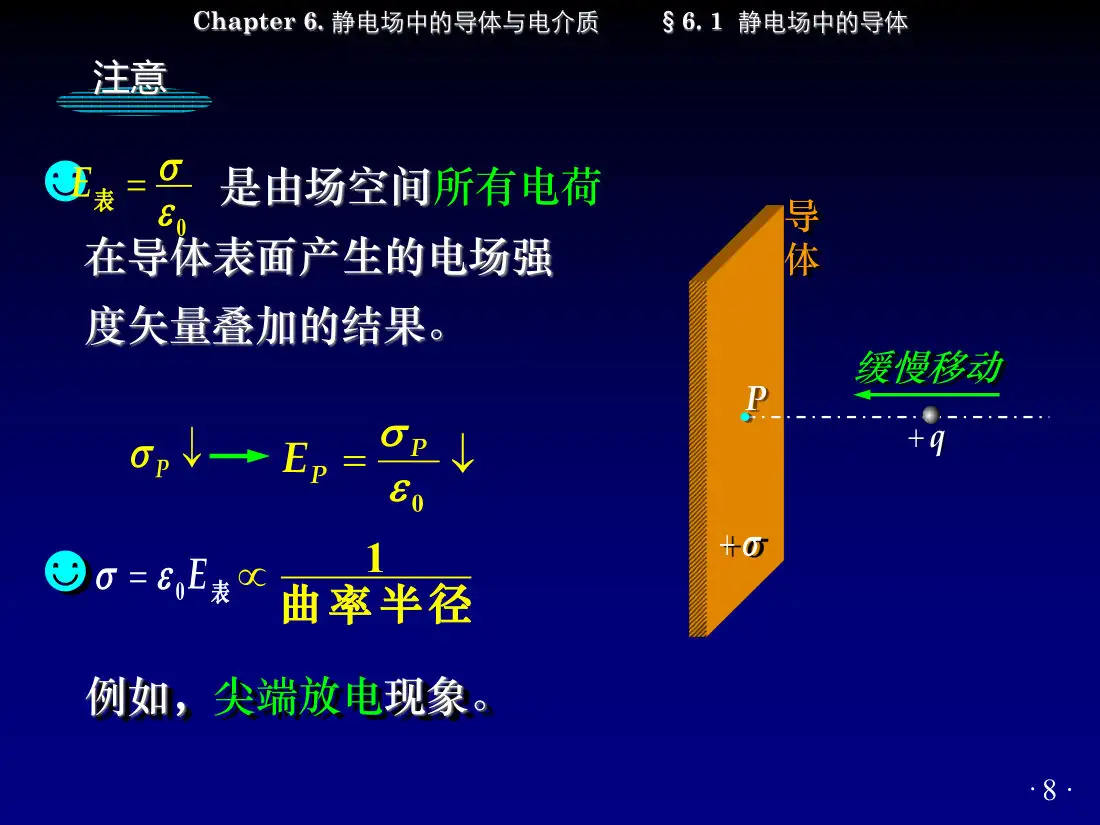 Chapter 6. 静电场中的导体与电介质 §6. 1 静电场中的导体
注意
E表 = σ/ε0 是由场空间所有电荷
在导体表面产生的电场强
度矢量叠加的结果。
σP ↓ → EP = σP/ε0 ↓
σ = ε0E表 ∝ 1/曲率半径
例如，尖端放电现象。
导
体
缓慢移动
P
+q
+σ
·8·